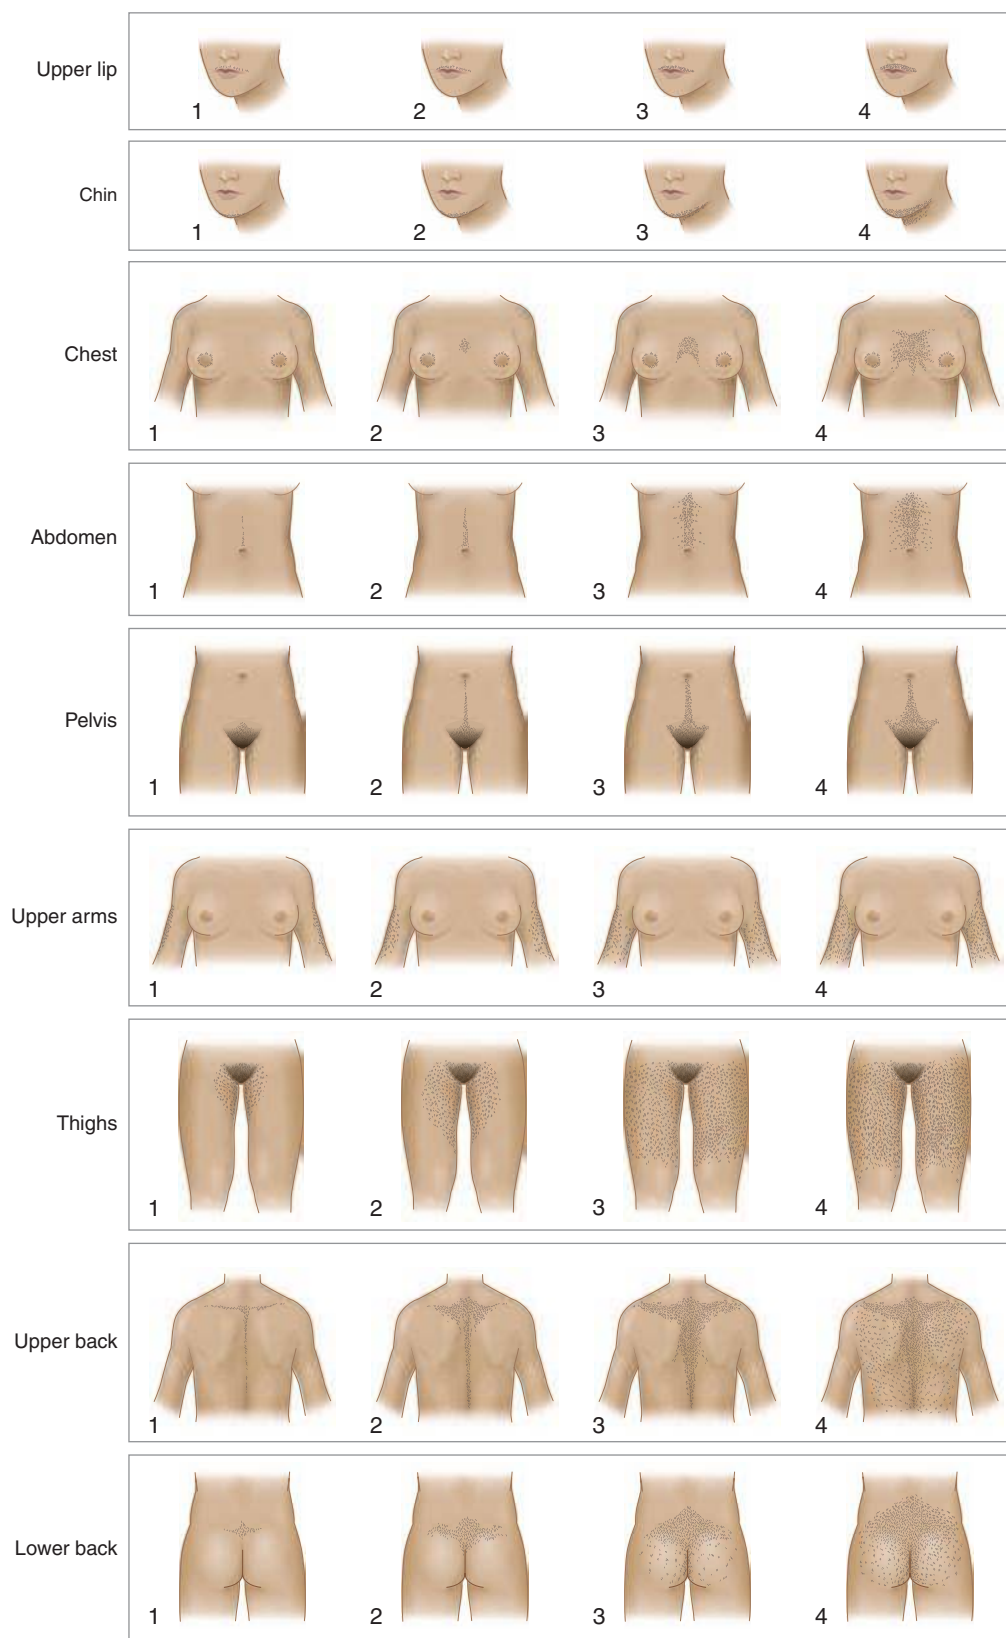 Upper lip
1 2 3 4
Chin
1 2 3 4
Chest
1 2 3 4
Abdomen
1 2 3 4
Pelvis
1 2 3 4
Upper arms
1 2 3 4
Thighs
1 2 3 4
Upper back
1 2 3 4
Lower back
1 2 3 4